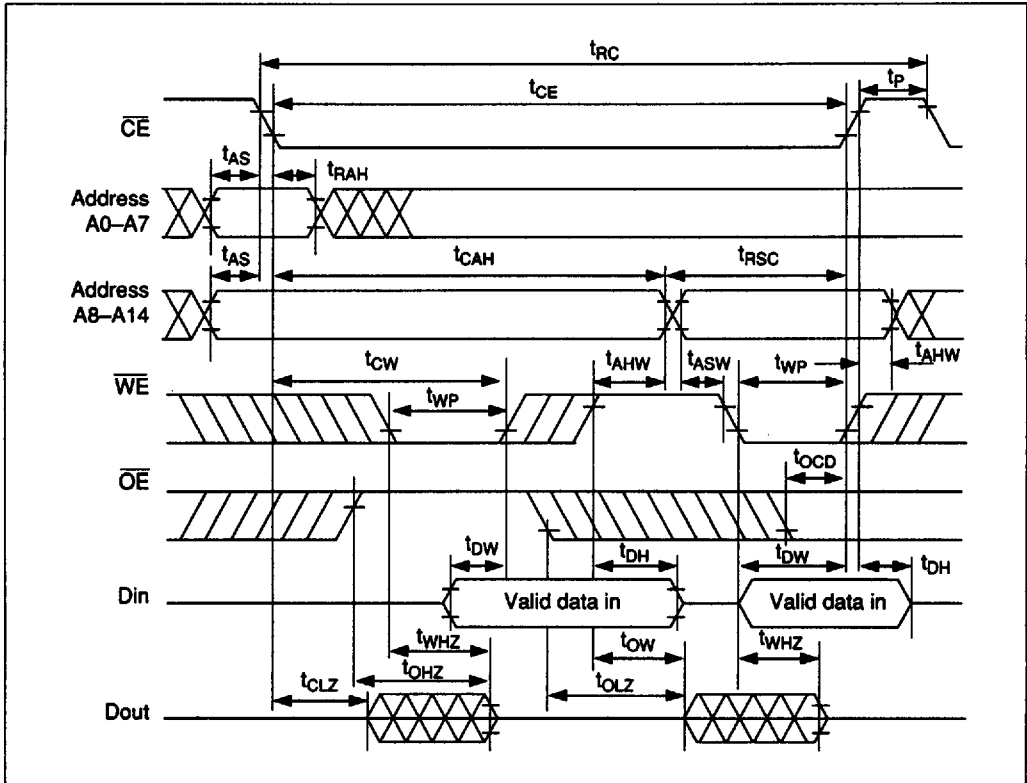 tRC
tP
tCE
CE
tAS
tRAH
Address
A0–A7
tAS
tCAH
tRSC
Address
A8–A14
tCW
tAHW
tASW
tWP
tAHW
WE
tWP
OE
tOCD
tDW
tDH
tDW
tDH
Din
Valid data in
Valid data in
tWHZ
tOW
tWHZ
tOHZ
tCLZ
tOLZ
Dout